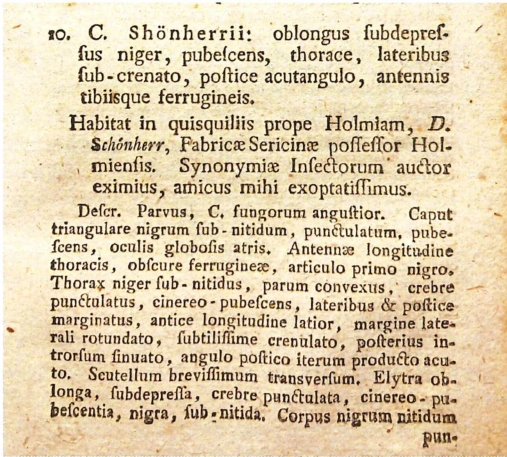 10. C. Shönherrii: oblongus ſubdepreſ-
ſus niger, pubeſcens, thorace, lateribus
ſub-crenato, poſtice acutangulo, antennis
tibiisque ferrugineis.
Habitat in quisquiliis prope Holmiam, D.
Schönherr, Fabricæ Sericinæ poſſeſſor Hol-
mienſis. Synonymiæ Inſectorum auctor
eximius, amicus mihi exoptatiſſimus.
Deſcr. Parvus, C. fungorum anguſtior. Caput
triangulare nigrum ſub-nitidum, punctulatum, pube-
ſcens, oculis globoſis atris. Antennæ longitudine
thoracis, obſcure ferrugineæ, articulo primo nigro.
Thorax niger ſub-nitidus, parum convexus, crebre
punctulatus, cinereo-pubeſcens, lateribus & poſtice
marginatus, antice longitudine latior, margine late-
rali rotundato, ſubtiliſſime crenulato, poſterius in-
trorſum ſinuato, angulo poſtico iterum producto acu-
to. Scutellum breviſſimum transverſum. Elytra ob-
longa, ſubdepreſſa, crebre punctulata, cinereo-pu-
beſcentia, nigra, ſub-nitida. Corpus nigrum nitidum
pun-